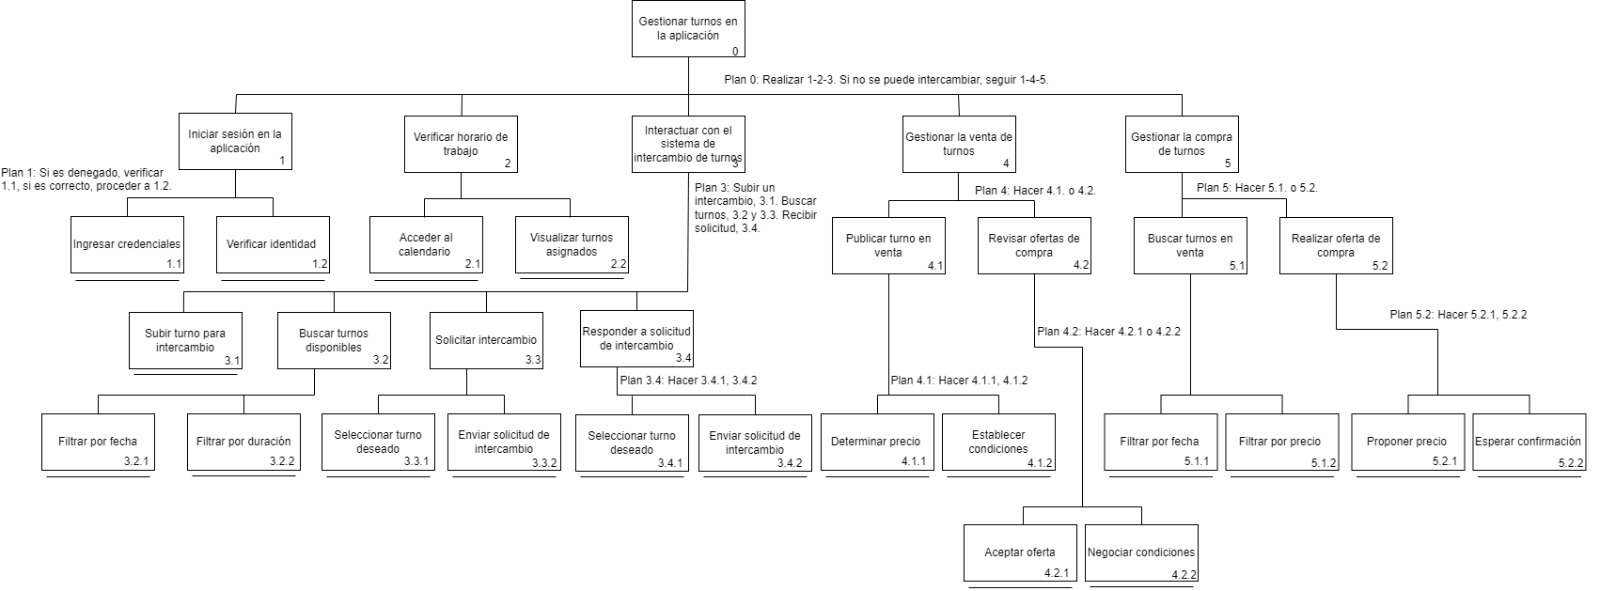 Gestionar turnos en
la aplicación
0
Plan 0: Realizar 1-2-3. Si no se puede intercambiar, seguir 1-4-5.
Iniciar sesión en la
aplicación
1
Verificar horario de
trabajo
2
Interactuar con el
sistema de
intercambio de turnos
3
Gestionar la venta de
turnos
4
Gestionar la compra
de turnos
5
Plan 1: Si es denegado, verificar
1.1, si es correcto, proceder a 1.2.
Plan 3: Subir un
intercambio, 3.1. Buscar
turnos, 3.2 y 3.3. Recibir
solicitud, 3.4.
Plan 4: Hacer 4.1. o 4.2.
Plan 5: Hacer 5.1. o 5.2.
Ingresar credenciales
1.1
Verificar identidad
1.2
Acceder al
calendario
2.1
Visualizar turnos
asignados
2.2
Publicar turno en
venta
4.1
Revisar ofertas de
compra
4.2
Buscar turnos en
venta
5.1
Realizar oferta de
compra
5.2
Subir turno para
intercambio
3.1
Buscar turnos
disponibles
3.2
Solicitar intercambio
3.3
Responder a solicitud
de intercambio
3.4
Plan 4.2: Hacer 4.2.1 o 4.2.2
Plan 5.2: Hacer 5.2.1, 5.2.2
Plan 3.4: Hacer 3.4.1, 3.4.2
Plan 4.1: Hacer 4.1.1, 4.1.2
Filtrar por fecha
3.2.1
Filtrar por duración
3.2.2
Seleccionar turno
deseado
3.3.1
Enviar solicitud de
intercambio
3.3.2
Seleccionar turno
deseado
3.4.1
Enviar solicitud de
intercambio
3.4.2
Determinar precio
4.1.1
Establecer
condiciones
4.1.2
Filtrar por fecha
5.1.1
Filtrar por precio
5.1.2
Proponer precio
5.2.1
Esperar confirmación
5.2.2
Aceptar oferta
4.2.1
Negociar condiciones
4.2.2